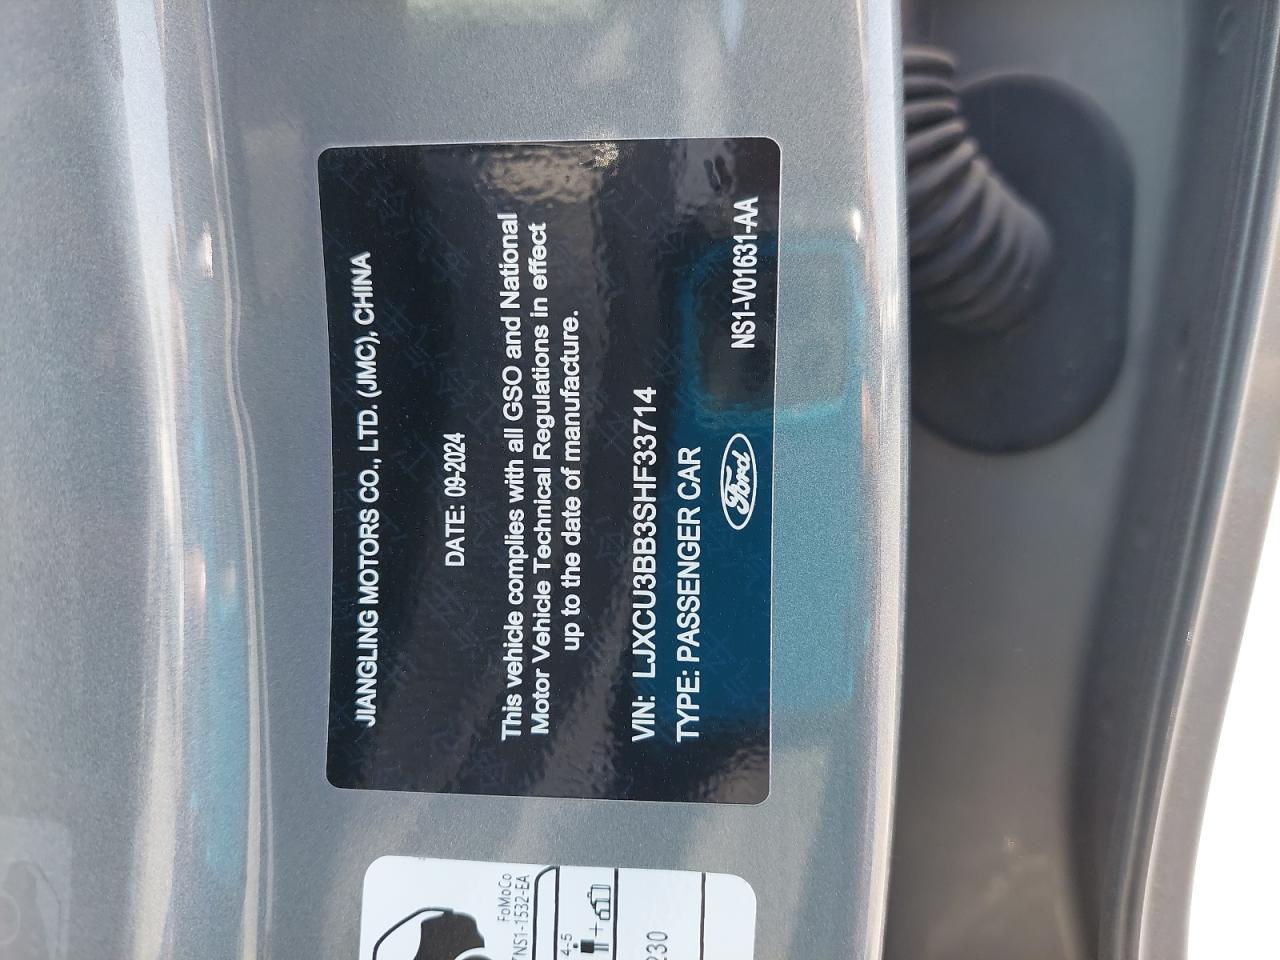 JIANGLING MOTORS CO., LTD. (JMC), CHINA
DATE: 09-2024
This vehicle complies with all GSO and National
Motor Vehicle Technical Regulations in effect
up to the date of manufacture.
VIN: LJXCU3BB3SHF33714
TYPE: PASSENGER CAR
Ford
NS1-V01631-AA
FoMoCo
NS1-1532-EA
4-5
+
230